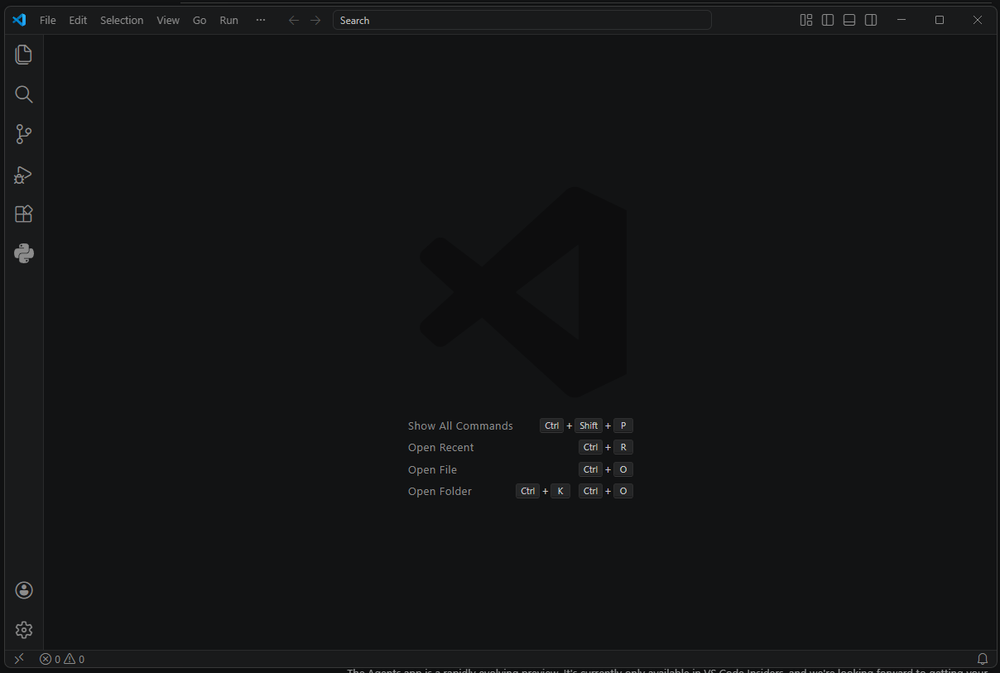 File Edit Selection View Go Run ··· Search
Show All Commands Ctrl + Shift + P
Open Recent Ctrl + R
Open File Ctrl + O
Open Folder Ctrl + K Ctrl + O
0 0
The Agents app is a rapidly evolving preview. It's currently only available in VS Code Insiders, and we're looking forward to getting your